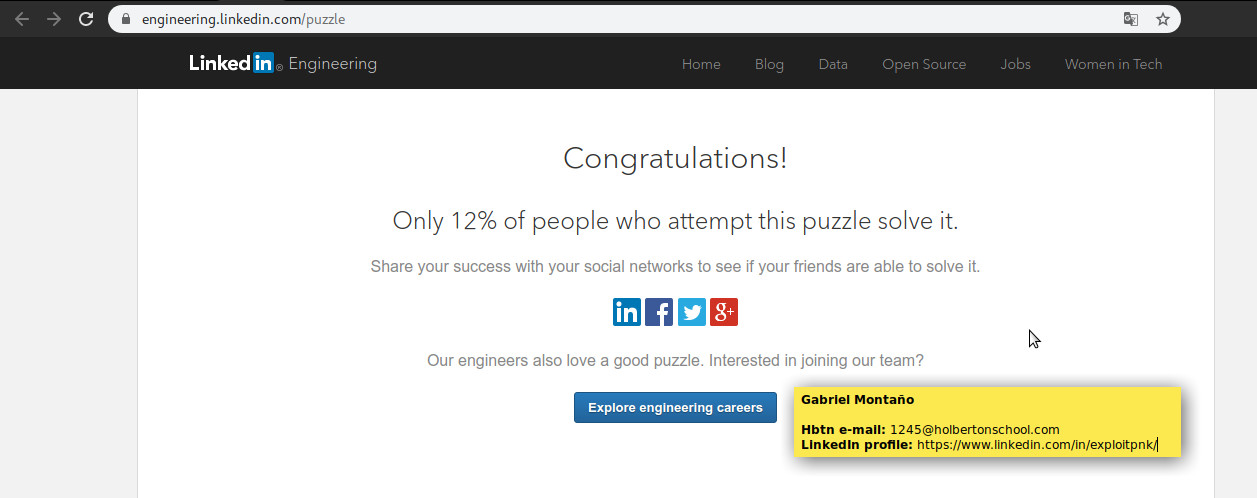 engineering.linkedin.com/puzzle
Linked in ® Engineering
Home Blog Data Open Source Jobs Women in Tech
Congratulations!
Only 12% of people who attempt this puzzle solve it.
Share your success with your social networks to see if your friends are able to solve it.
in f g+
Our engineers also love a good puzzle. Interested in joining our team?
Explore engineering careers
Gabriel Montaño
Hbtn e-mail: 1245@holbertonschool.com
LinkedIn profile: https://www.linkedin.com/in/exploitpnk/